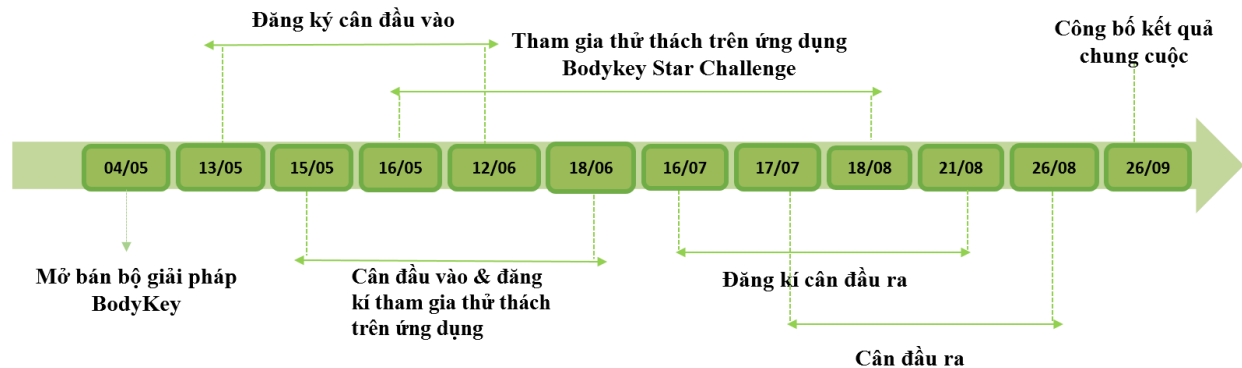 Đăng ký cân đầu vào
Tham gia thử thách trên ứng dụng
Bodykey Star Challenge
Công bố kết quả
chung cuộc
04/05
13/05
15/05
16/05
12/06
18/06
16/07
17/07
18/08
21/08
26/08
26/09
Mở bán bộ giải pháp
BodyKey
Cân đầu vào & đăng
kí tham gia thử thách
trên ứng dụng
Đăng kí cân đầu ra
Cân đầu ra